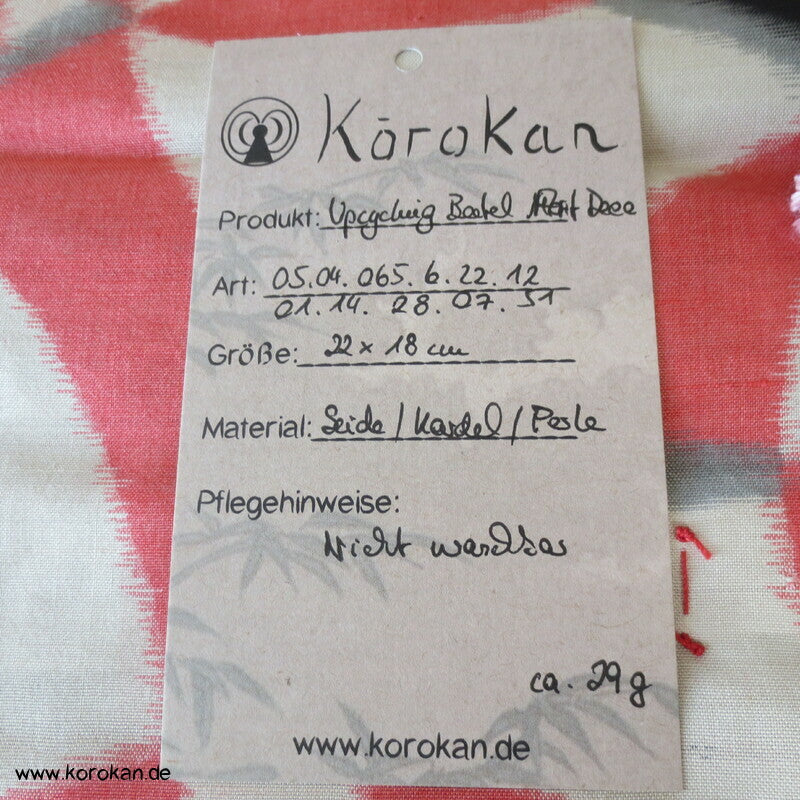 Kōrokan
Produkt: Upcycling Bastel
Art: 05.04.065.6.22.12
01.14.28.07.51
Größe: 22 x 18 cm
Material: Seide / Kordel / Perle
Pflegehinweise:
Nicht waschbar
ca. 29 g
www.korokan.de
www.korokan.de